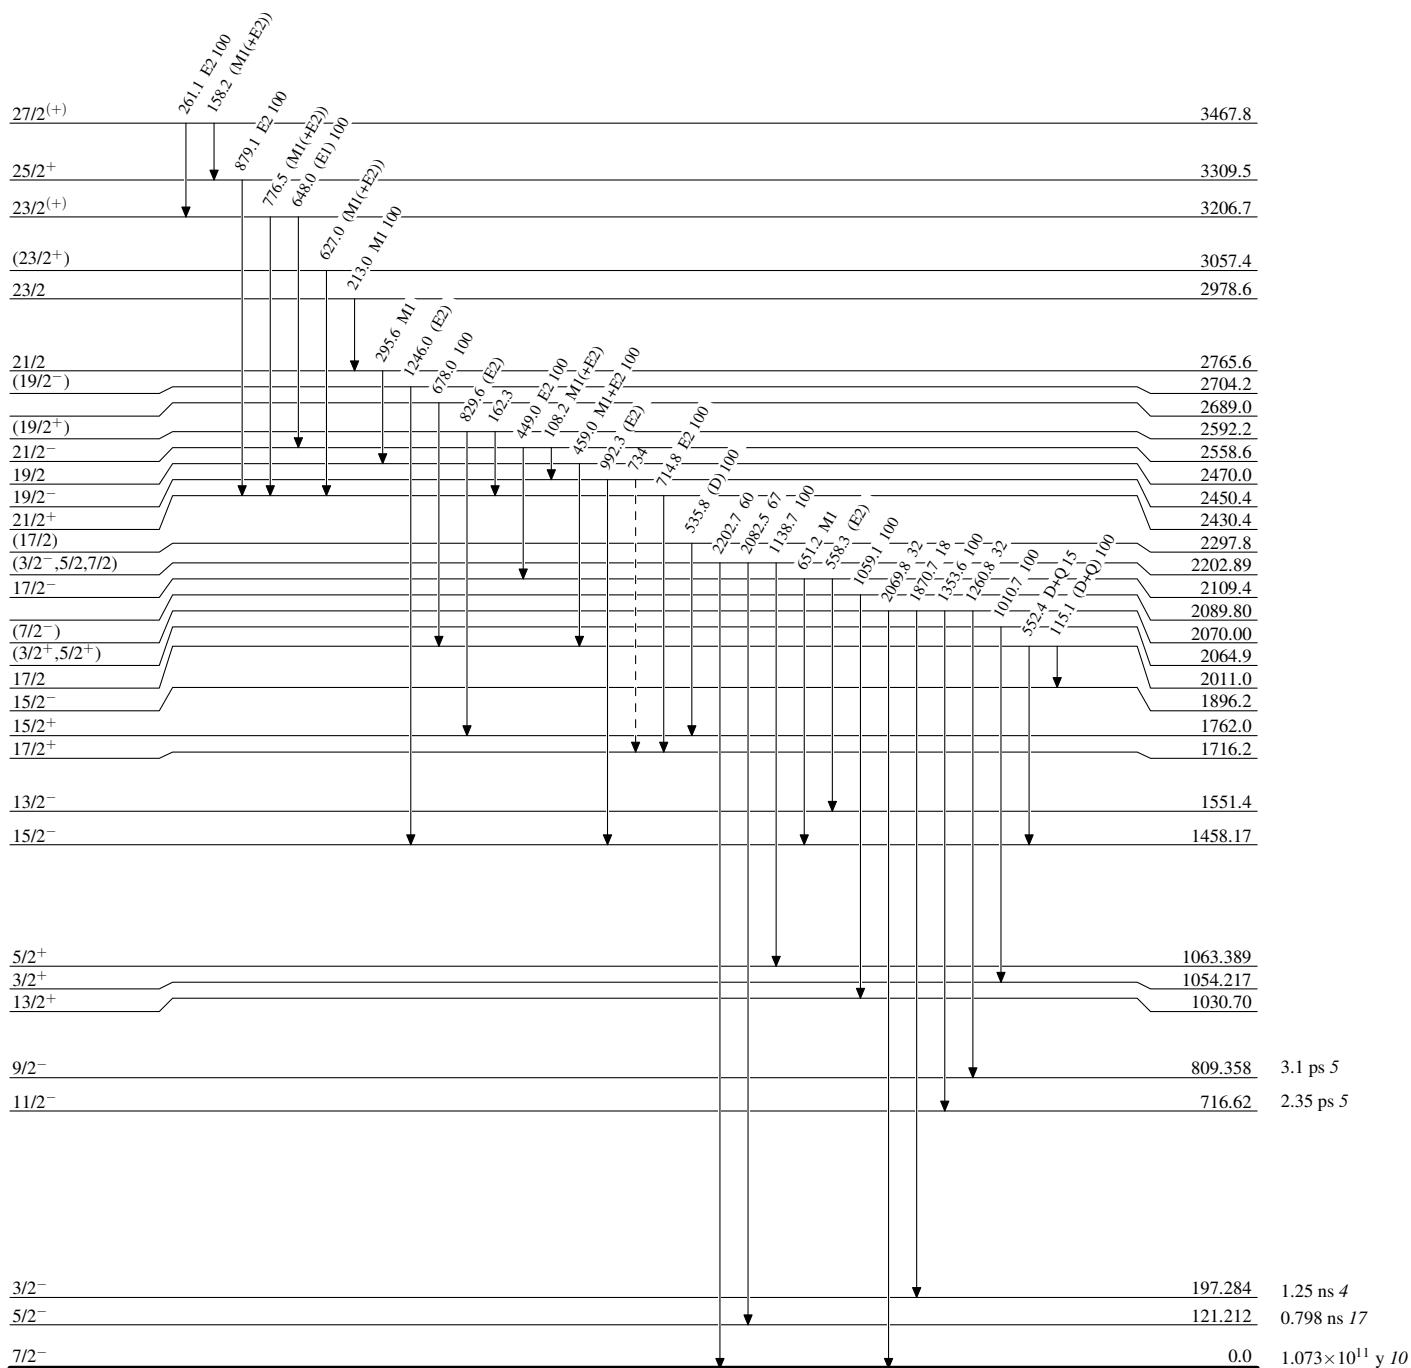 261.1 E2 100
158.2 (M1(+E2))
879.1 E2 100
776.5 (M1(+E2))
648.0 (E1) 100
627.0 (M1(+E2))
213.0 M1 100
295.6 M1
1246.0 (E2)
678.0 100
829.6 (E2)
162.3
449.0 E2 100
108.2 M1(+E2)
459.0 M1+E2 100
992.3 (E2)
734
714.8 E2 100
535.8 (D) 100
2202.7 60
2082.5 67
1138.7 100
651.2 M1
558.3 (E2)
1059.1 100
2069.8 32
1870.7 18
1353.6 100
1260.8 32
1010.7 100
552.4 D+Q 15
115.1 (D+Q) 100
27/2(+) 3467.8
25/2+ 3309.5
23/2(+) 3206.7
(23/2+) 3057.4
23/2 2978.6
21/2 2765.6
(19/2−) 2704.2
2689.0
(19/2+) 2592.2
21/2− 2558.6
19/2 2470.0
19/2− 2450.4
21/2+ 2430.4
(17/2) 2297.8
(3/2−,5/2,7/2) 2202.89
17/2− 2109.4
2089.80
(7/2−) 2070.00
(3/2+,5/2+) 2064.9
17/2 2011.0
15/2− 1896.2
15/2+ 1762.0
17/2+ 1716.2
13/2− 1551.4
15/2− 1458.17
5/2+ 1063.389
3/2+ 1054.217
13/2+ 1030.70
9/2− 809.358 3.1 ps 5
11/2− 716.62 2.35 ps 5
3/2− 197.284 1.25 ns 4
5/2− 121.212 0.798 ns 17
7/2− 0.0 1.073×10¹¹ y 10